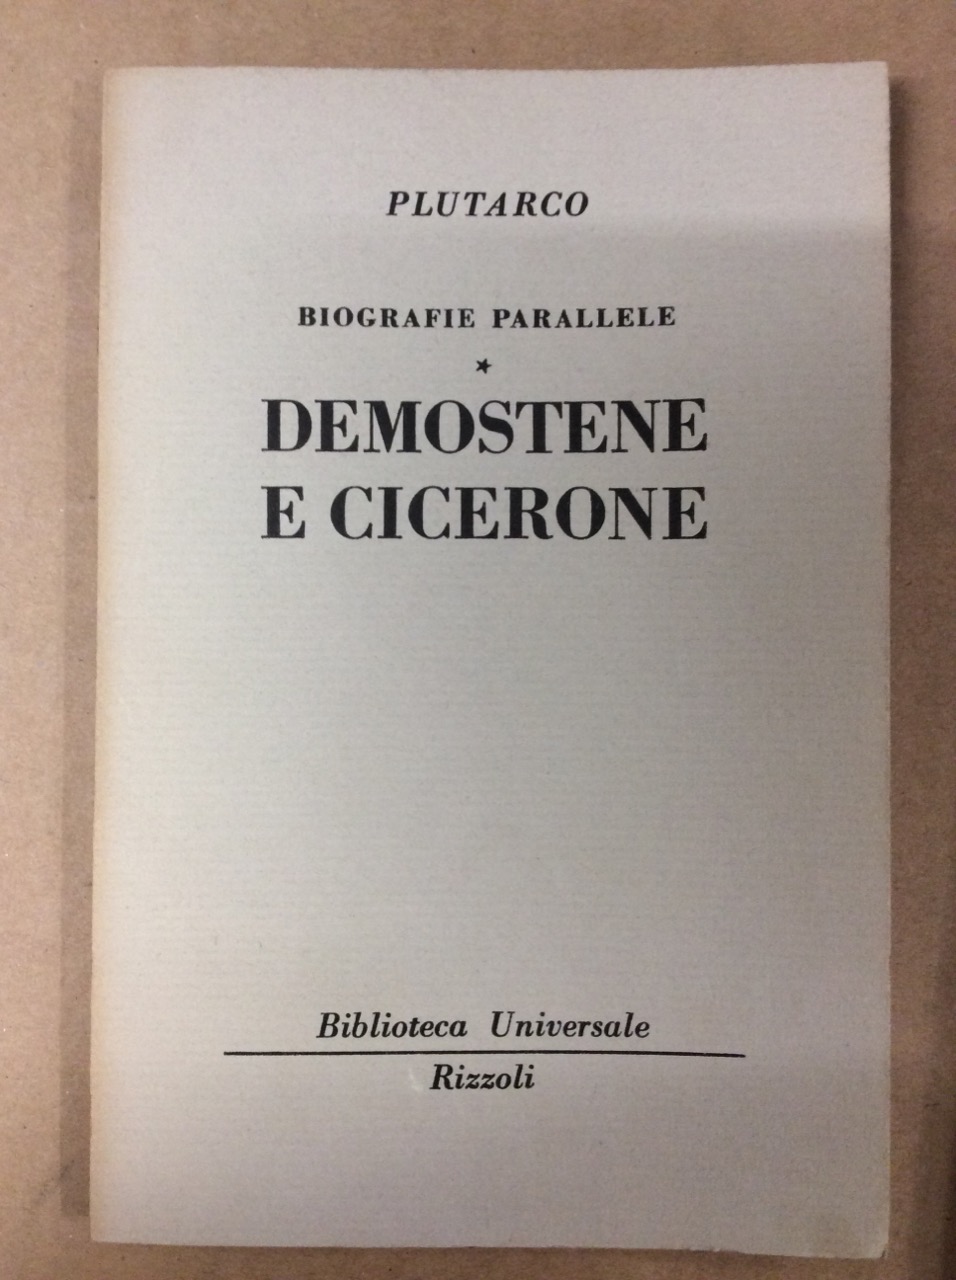 PLUTARCO
BIOGRAFIE PARALLELE
★
DEMOSTENE
E CICERONE
Biblioteca Universale
Rizzoli